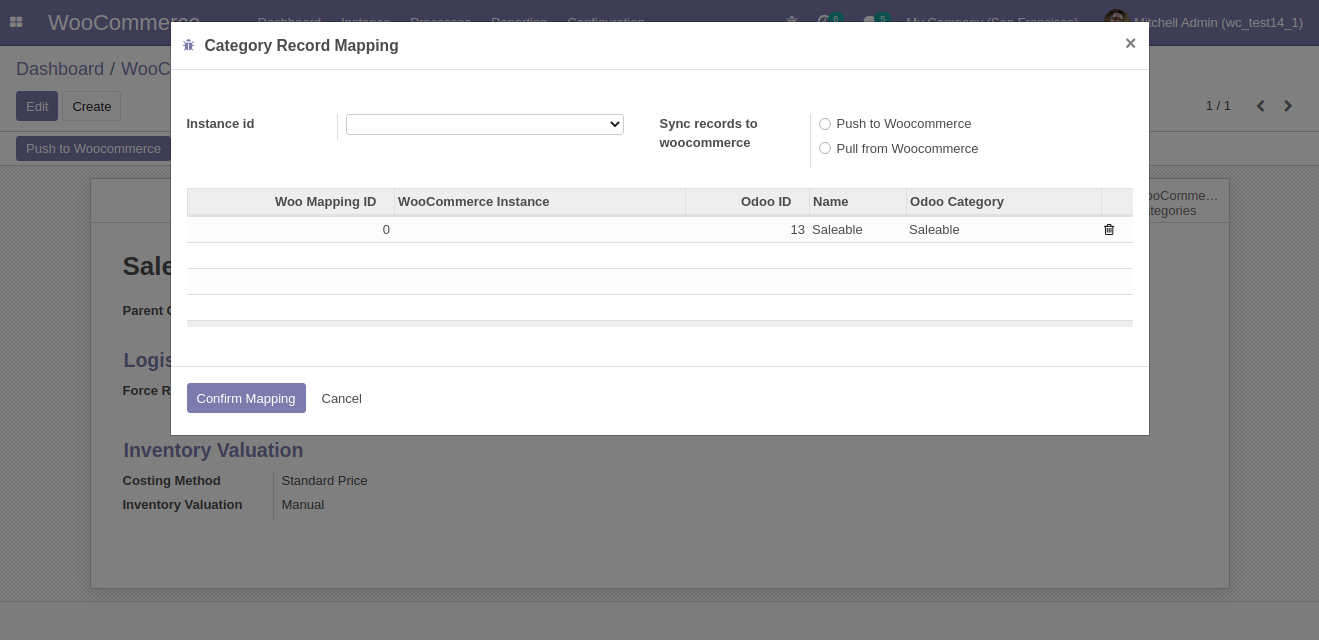 WooCommerce Dashboard Instance Processes Reporting Configuration 8 5 My Company (San Francisco) Mitchell Admin (wc_test14_1)
Category Record Mapping ×
Dashboard / WooC
Edit Create 1 / 1
Instance id Sync records to woocommerce
Push to Woocommerce
Pull from Woocommerce
Push to Woocommerce
Woo Mapping ID WooCommerce Instance Odoo ID Name Odoo Category
0 13 Saleable Saleable
ooComme…
tegories
Sale
Parent C
Logis
Force R
Confirm Mapping Cancel
Inventory Valuation
Costing Method Standard Price
Inventory Valuation Manual